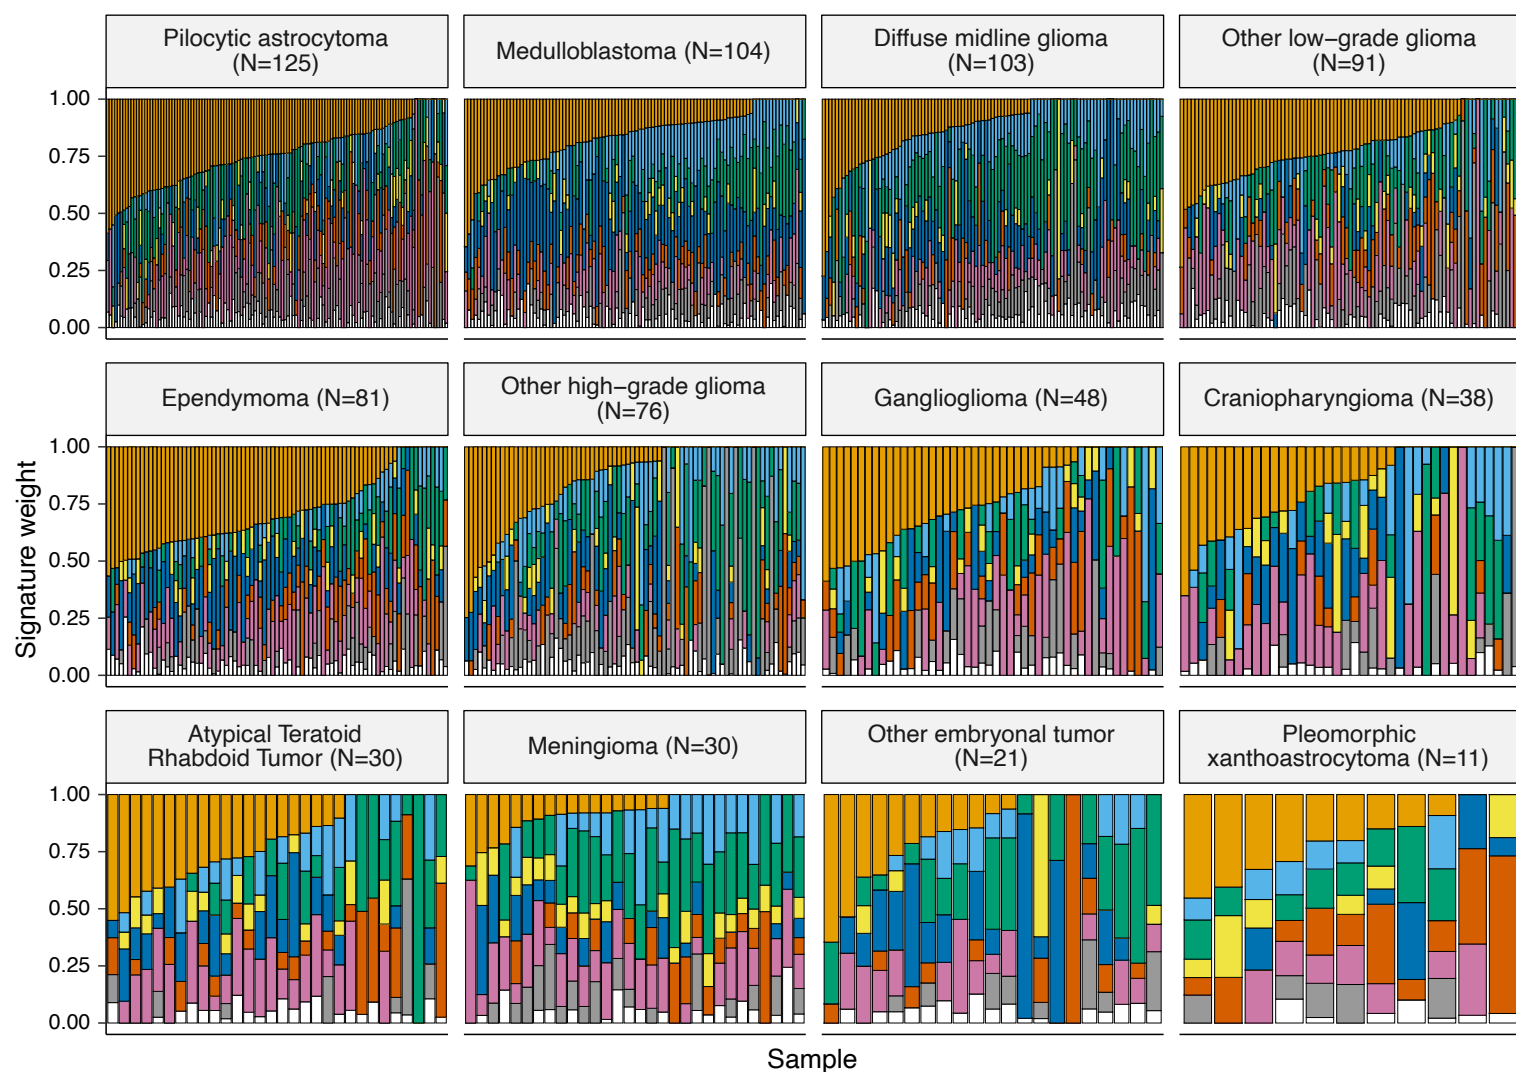 Pilocytic astrocytoma
(N=125)
Medulloblastoma (N=104)
Diffuse midline glioma
(N=103)
Other low−grade glioma
(N=91)
1.00
0.75
0.50
0.25
0.00
Ependymoma (N=81)
Other high−grade glioma
(N=76)
Ganglioglioma (N=48)
Craniopharyngioma (N=38)
1.00
0.75
0.50
0.25
0.00
Signature weight
Atypical Teratoid
Rhabdoid Tumor (N=30)
Meningioma (N=30)
Other embryonal tumor
(N=21)
Pleomorphic
xanthoastrocytoma (N=11)
1.00
0.75
0.50
0.25
0.00
Sample